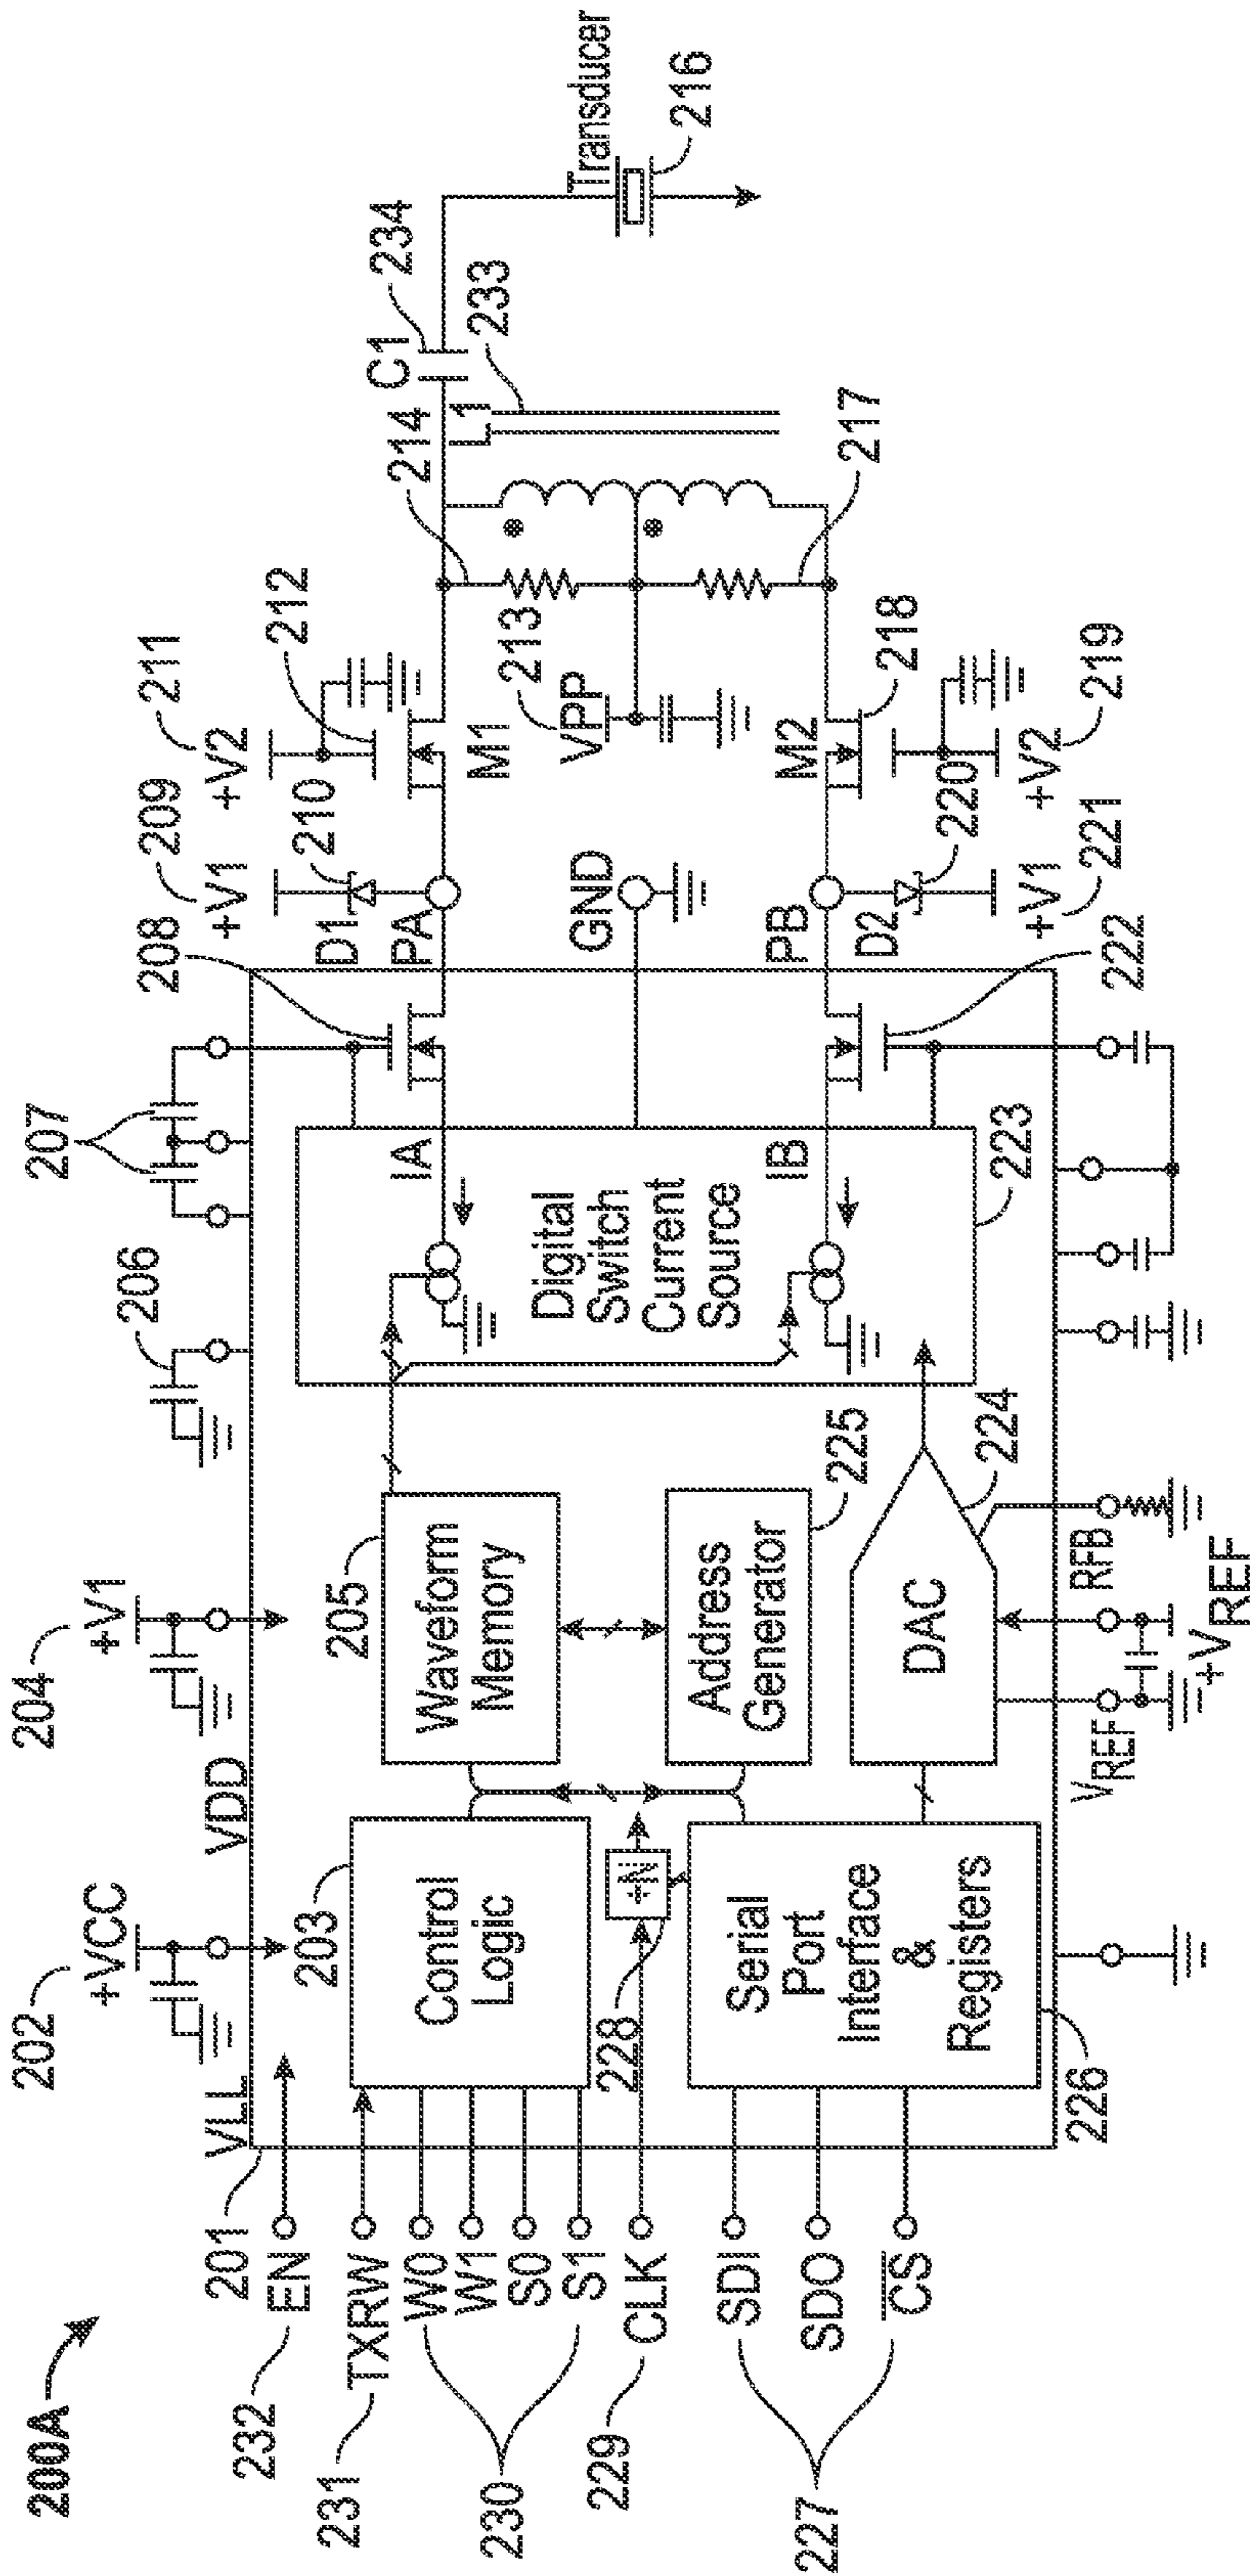 200A
202
204
206
207
208
209
211
+VCC
+V1
+V1
+V2
210
212
VLL
VDD
D1
PA
M1
201
232
EN
231
TXRW
230
W0
W1
S0
S1
229
CLK
227
SDI
SDO
CS
203
Control
Logic
205
Waveform
Memory
Digital
Switch
Current
Source
IA
IB
228
÷N
Serial
Port
Interface
&
Registers
226
Address
Generator
225
DAC
224
223
222
GND
213
VPP
214
L1
C1
234
233
Transducer
216
217
PB
D2
220
M2
218
+V1
221
+V2
219
VREF
RFB
+VREF